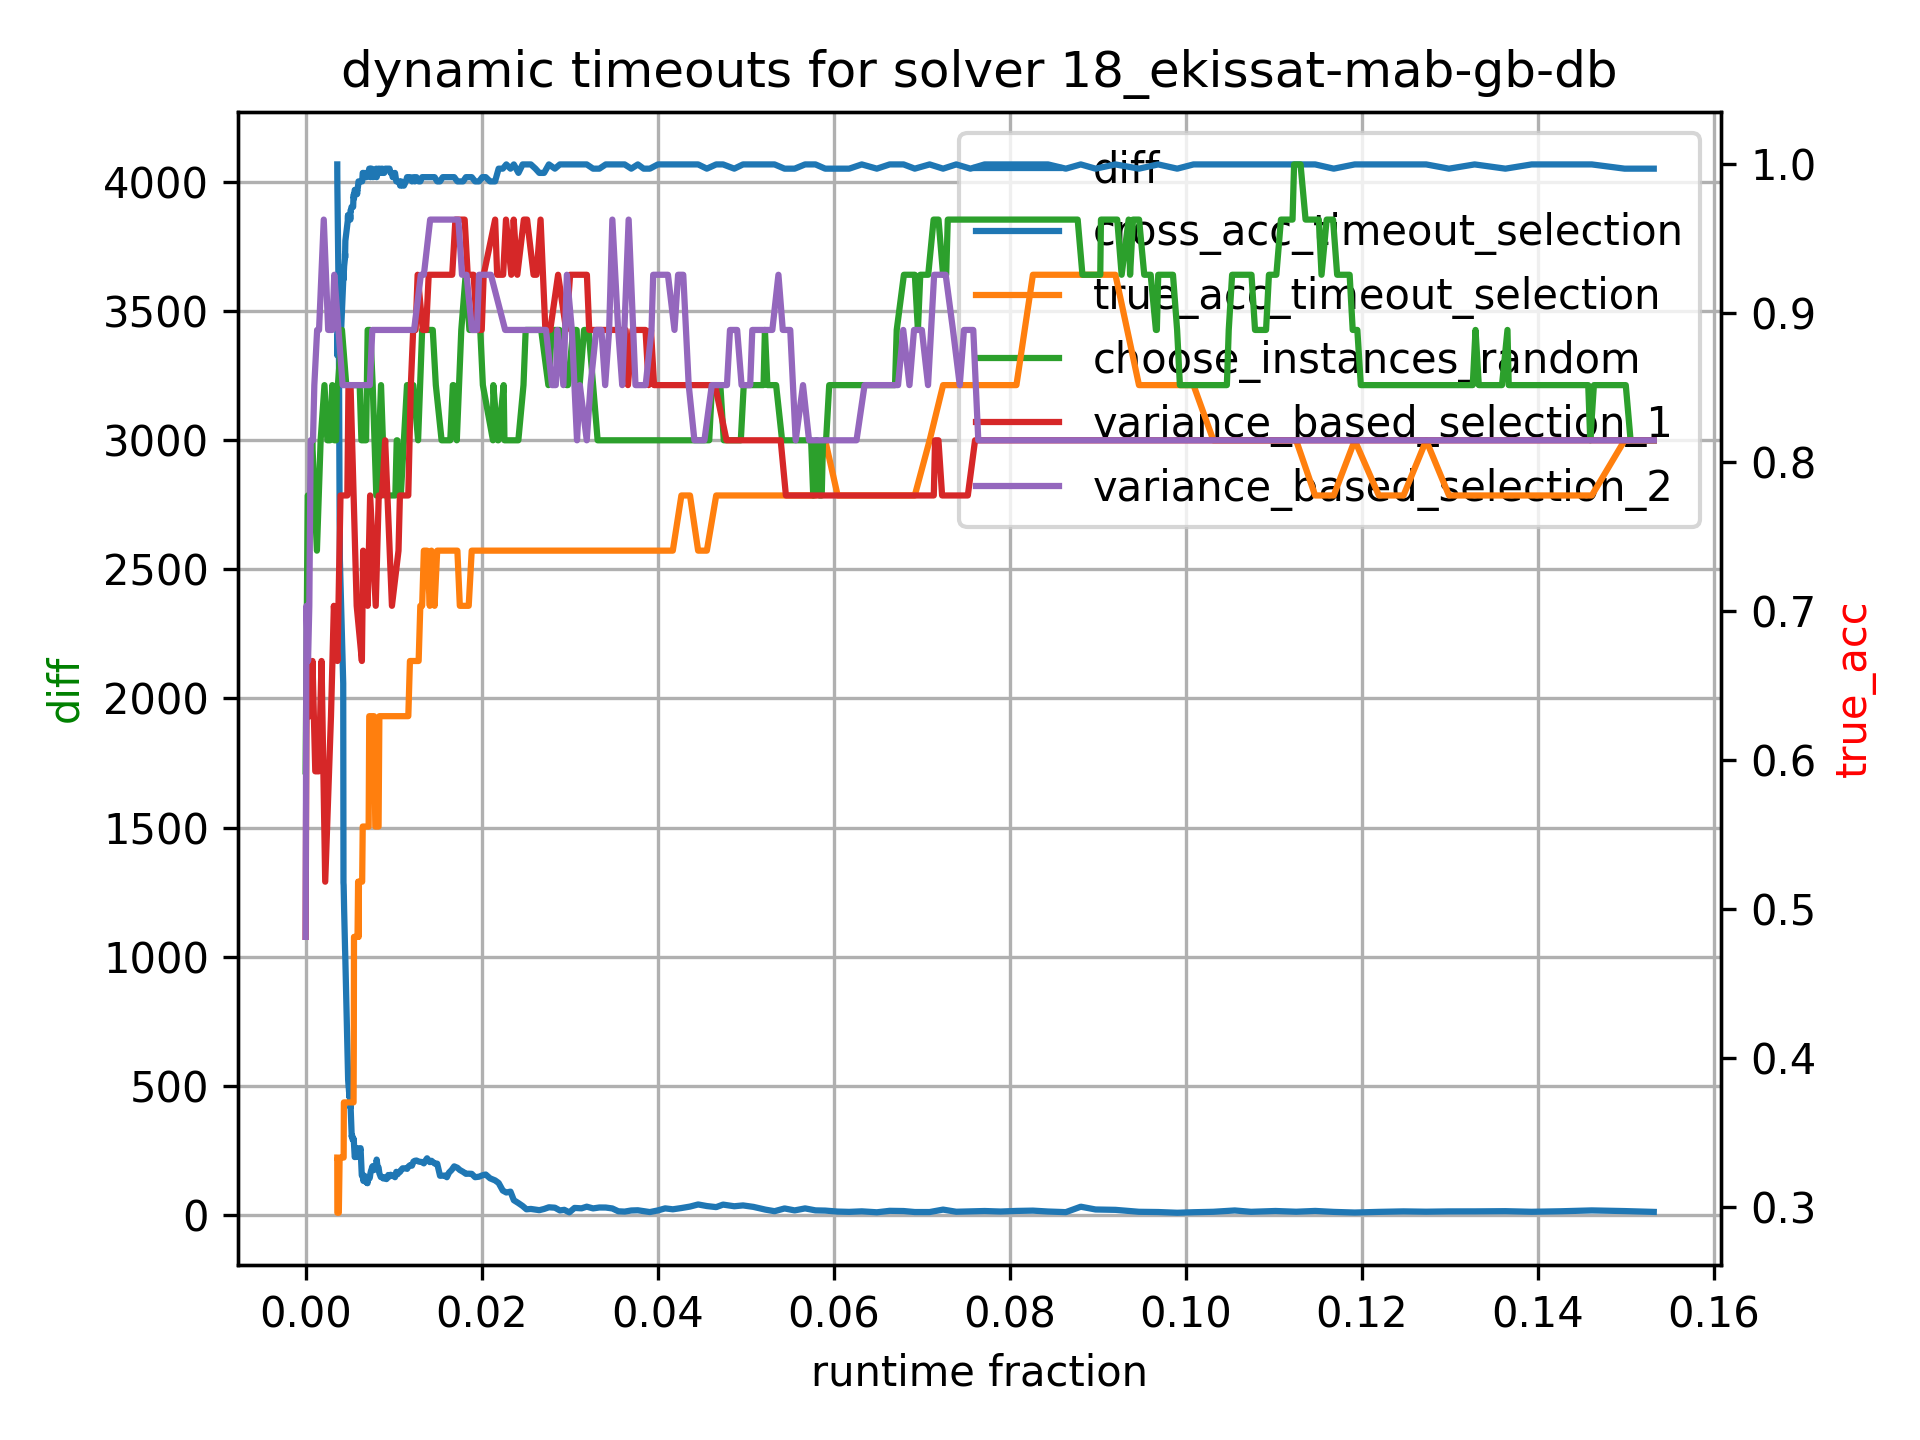 dynamic timeouts for solver 18_ekissat-mab-gb-db
diff
cross_acc_timeout_selection
true_acc_timeout_selection
choose_instances_random
variance_based_selection_1
variance_based_selection_2
4000
3500
3000
2500
2000
1500
1000
500
0
diff
1.0
0.9
0.8
0.7
0.6
0.5
0.4
0.3
true_acc
0.00 0.02 0.04 0.06 0.08 0.10 0.12 0.14 0.16
runtime fraction